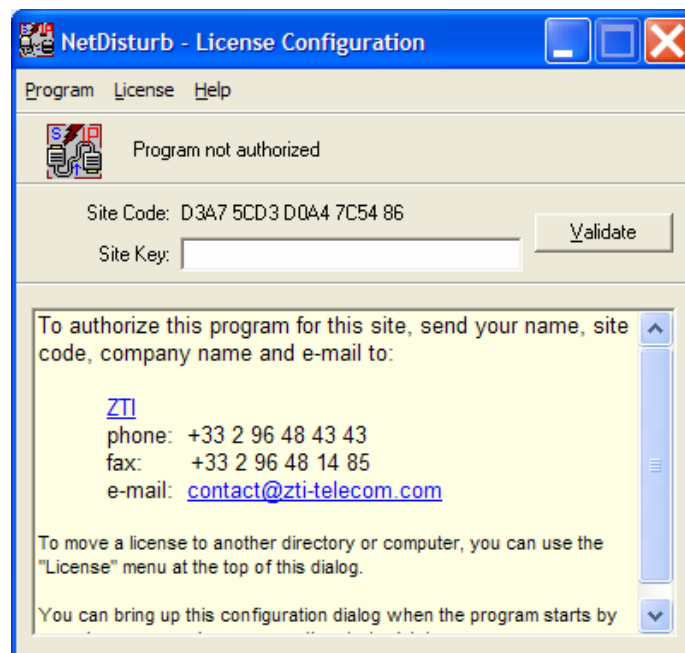 NetDisturb - License Configuration
Program License Help
Program not authorized
Site Code: D3A7 5CD3 D0A4 7C54 86
Site Key:
Validate
To authorize this program for this site, send your name, site
code, company name and e-mail to:
ZTI
phone: +33 2 96 48 43 43
fax: +33 2 96 48 14 85
e-mail: contact@zti-telecom.com
To move a license to another directory or computer, you can use the
"License" menu at the top of this dialog.
You can bring up this configuration dialog when the program starts by